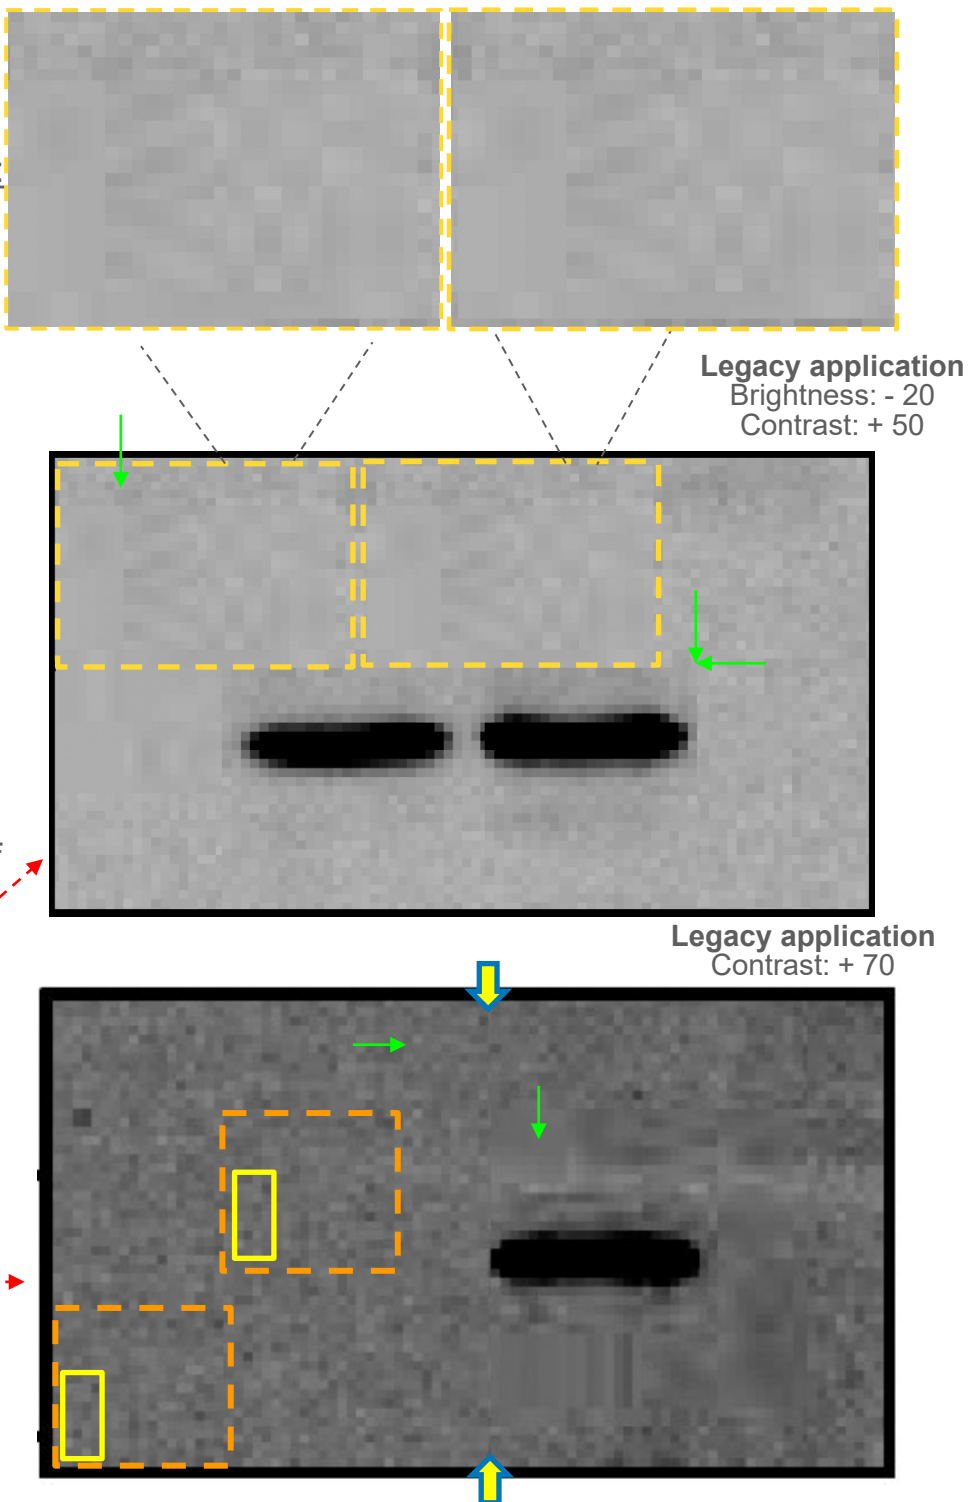 Legacy application
Brightness: - 20
Contrast: + 50
Legacy application
Contrast: + 70